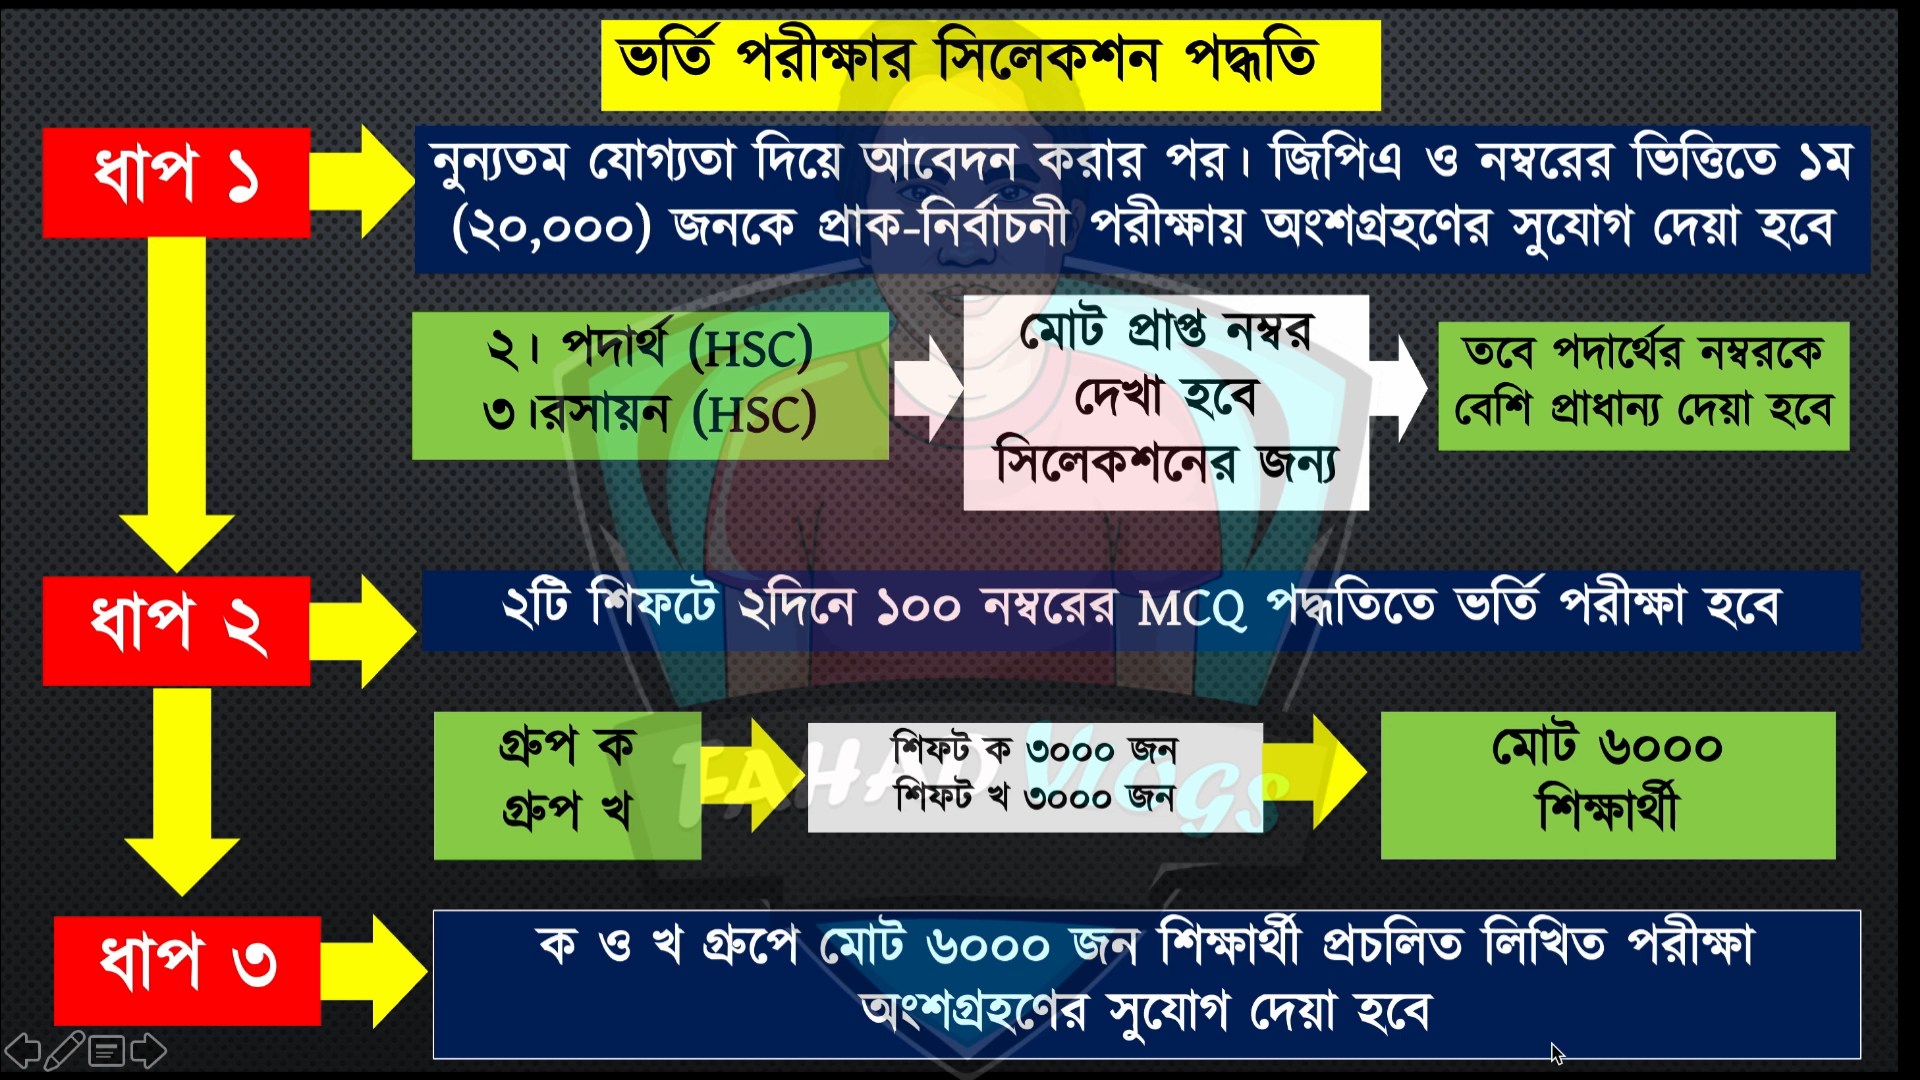 ভর্তি পরীক্ষার সিলেকশন পদ্ধতি
ধাপ ১
নুন্যতম যোগ্যতা দিয়ে আবেদন করার পর। জিপিএ ও নম্বরের ভিত্তিতে ১ম
(২০,০০০) জনকে প্রাক-নির্বাচনী পরীক্ষায় অংশগ্রহণের সুযোগ দেয়া হবে
২। পদার্থ (HSC)
৩।রসায়ন (HSC)
মোট প্রাপ্ত নম্বর
দেখা হবে
সিলেকশনের জন্য
তবে পদার্থের নম্বরকে
বেশি প্রাধান্য দেয়া হবে
ধাপ ২
২টি শিফটে ২দিনে ১০০ নম্বরের MCQ পদ্ধতিতে ভর্তি পরীক্ষা হবে
গ্রুপ ক
গ্রুপ খ
শিফট ক ৩০০০ জন
শিফট খ ৩০০০ জন
মোট ৬০০০
শিক্ষার্থী
FAHAD VlOGS
ধাপ ৩
ক ও খ গ্রুপে মোট ৬০০০ জন শিক্ষার্থী প্রচলিত লিখিত পরীক্ষা
অংশগ্রহণের সুযোগ দেয়া হবে